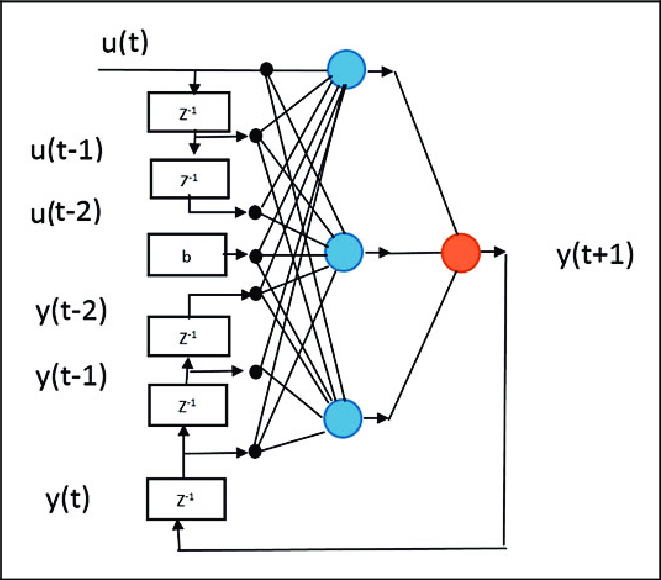 u(t)
Z⁻¹
u(t-1)
Z⁻¹
u(t-2)
b
y(t+1)
y(t-2)
Z⁻¹
y(t-1)
Z⁻¹
y(t)
Z⁻¹